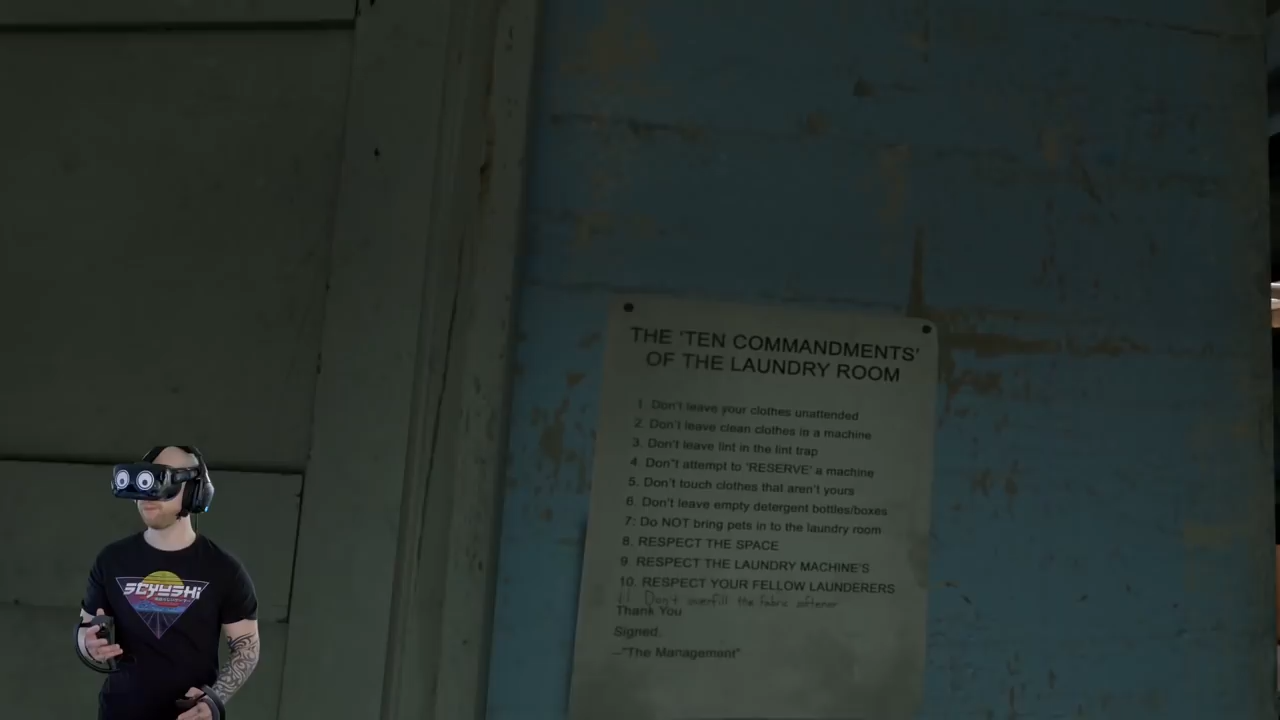 THE 'TEN COMMANDMENTS'
OF THE LAUNDRY ROOM
1. Don't leave your clothes unattended
2. Don't leave clean clothes in a machine
3. Don't leave lint in the lint trap
4. Don"t attempt to 'RESERVE' a machine
5. Don't touch clothes that aren't yours
6. Don't leave empty detergent bottles/boxes
7: Do NOT bring pets in to the laundry room
8. RESPECT THE SPACE
9. RESPECT THE LAUNDRY MACHINE'S
10. RESPECT YOUR FELLOW LAUNDERERS
11. Don't overfill the fabric softener
Thank You
Signed,
–"The Management"
SCYUSHI